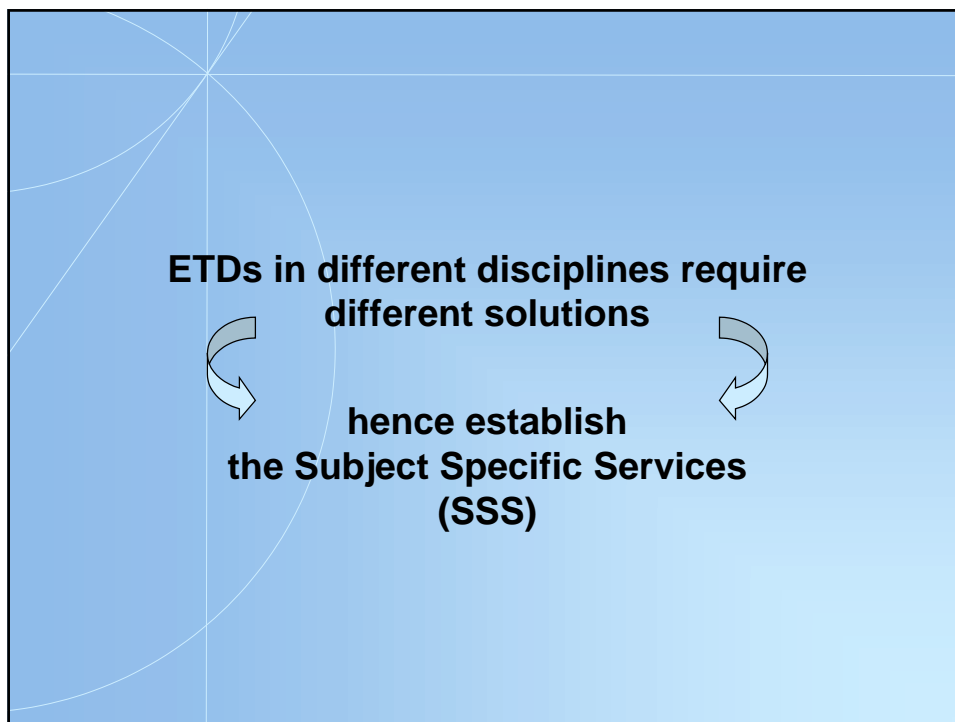 ETDs in different disciplines require
different solutions
hence establish
the Subject Specific Services
(SSS)